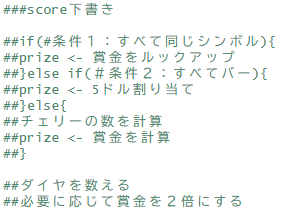 ###score下書き
##if(#条件１：すべて同じシンボル){
##prize <- 賞金をルックアップ
##}else if(＃条件２：すべてバー){
##prize <- 5ドル割り当て
##}else{
##チェリーの数を計算
##prize <- 賞金を計算
##}
##ダイヤを数える
##必要に応じて賞金を２倍にする